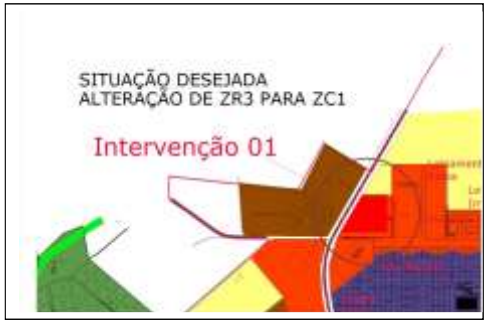 SITUAÇÃO DESEJADA
ALTERAÇÃO DE ZR3 PARA ZC1
Intervenção 01